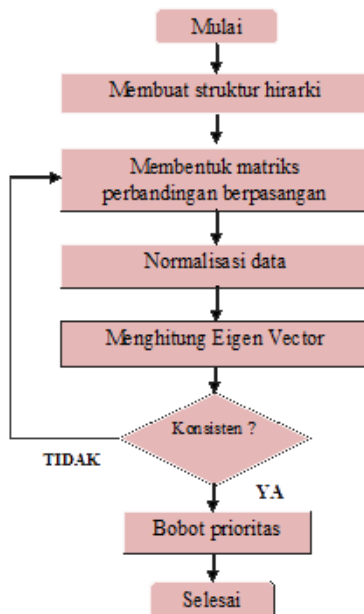 Mulai
Membuat struktur hirarki
Membentuk matriks
perbandingan berpasangan
Normalisasi data
Menghitung Eigen Vector
Konsisten ?
TIDAK
YA
Bobot prioritas
Selesai